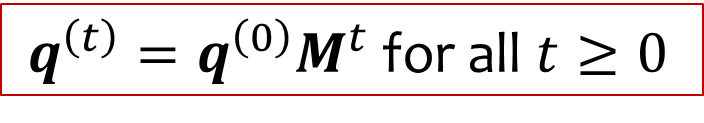 q^(t) = q^(0) M^t for all t ≥ 0